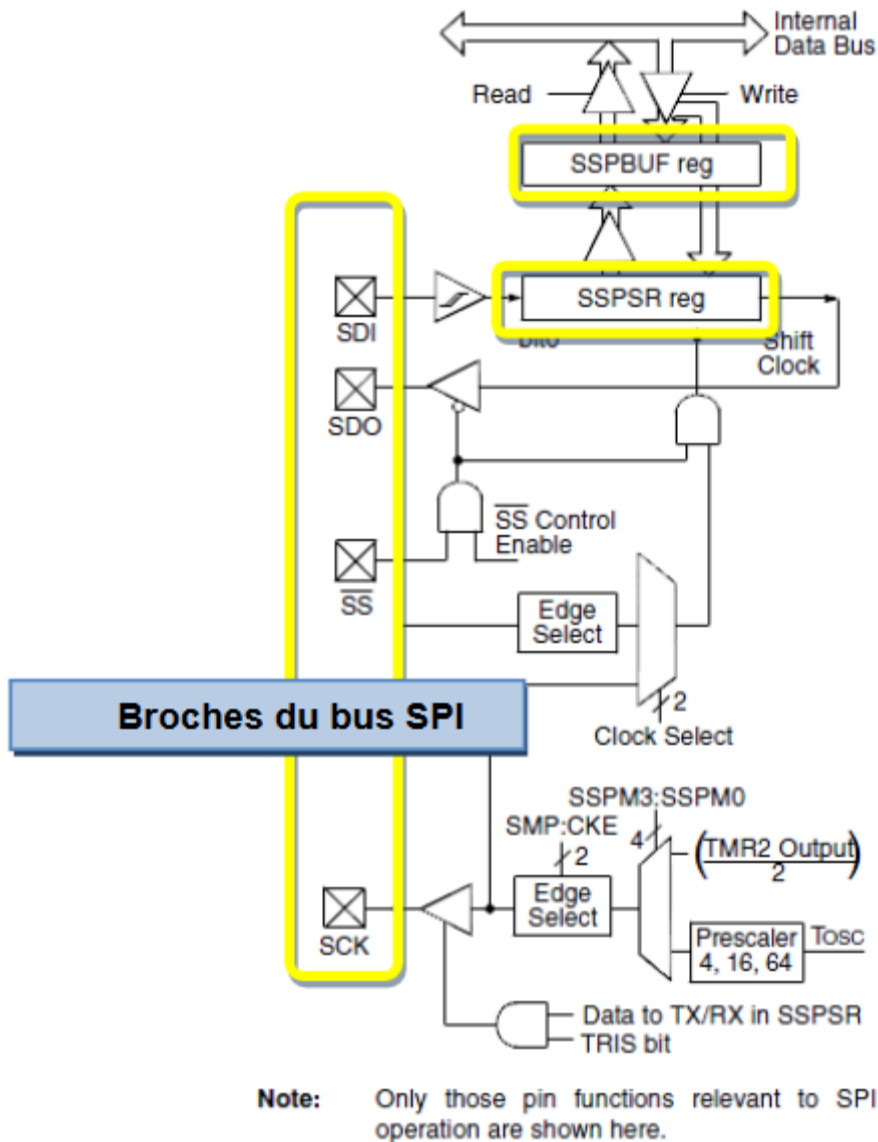 Internal
Data Bus
Read
Write
SSPBUF reg
SSPSR reg
SDI
bit0
Shift
Clock
SDO
SS Control
Enable
SS
Edge
Select
2
Clock Select
Broches du bus SPI
SSPM3:SSPM0
SMP:CKE
4
2
(TMR2 Output)
2
Edge
Select
SCK
Prescaler
4, 16, 64
TOSC
Data to TX/RX in SSPSR
TRIS bit
Note: Only those pin functions relevant to SPI
operation are shown here.